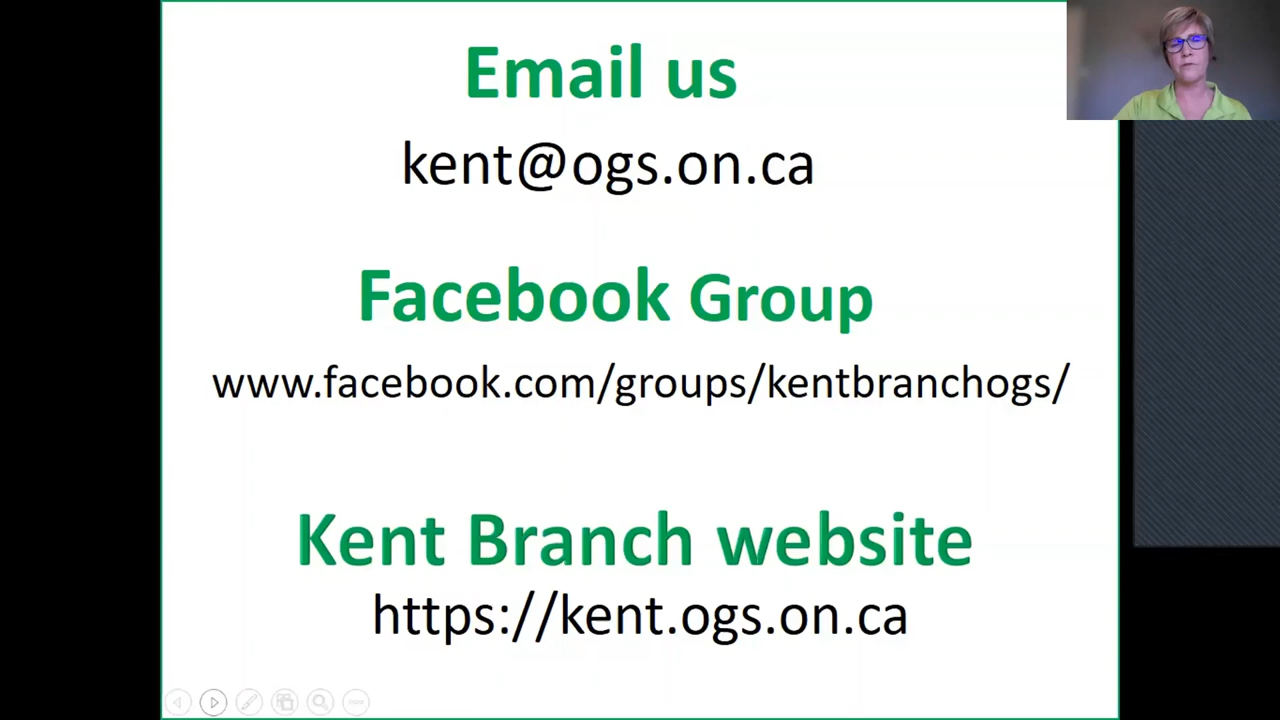 Email us
kent@ogs.on.ca
Facebook Group
www.facebook.com/groups/kentbranchogs/
Kent Branch website
https://kent.ogs.on.ca